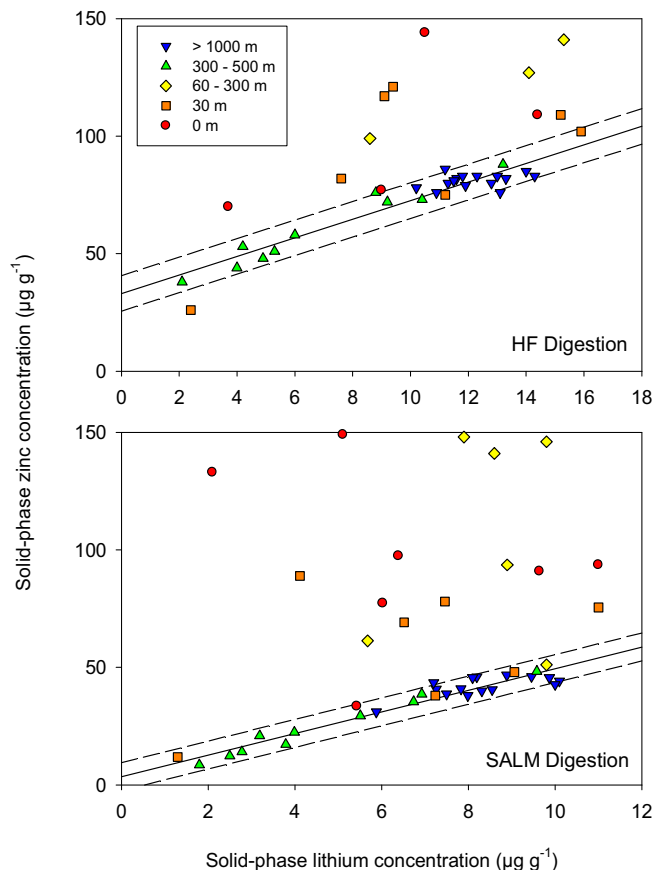 150
> 1000 m
300 - 500 m
60 - 300 m
30 m
0 m
100
50
0
HF Digestion
0 2 4 6 8 10 12 14 16 18
Solid-phase zinc concentration (µg g⁻¹)
150
100
50
0
SALM Digestion
0 2 4 6 8 10 12
Solid-phase lithium concentration (µg g⁻¹)